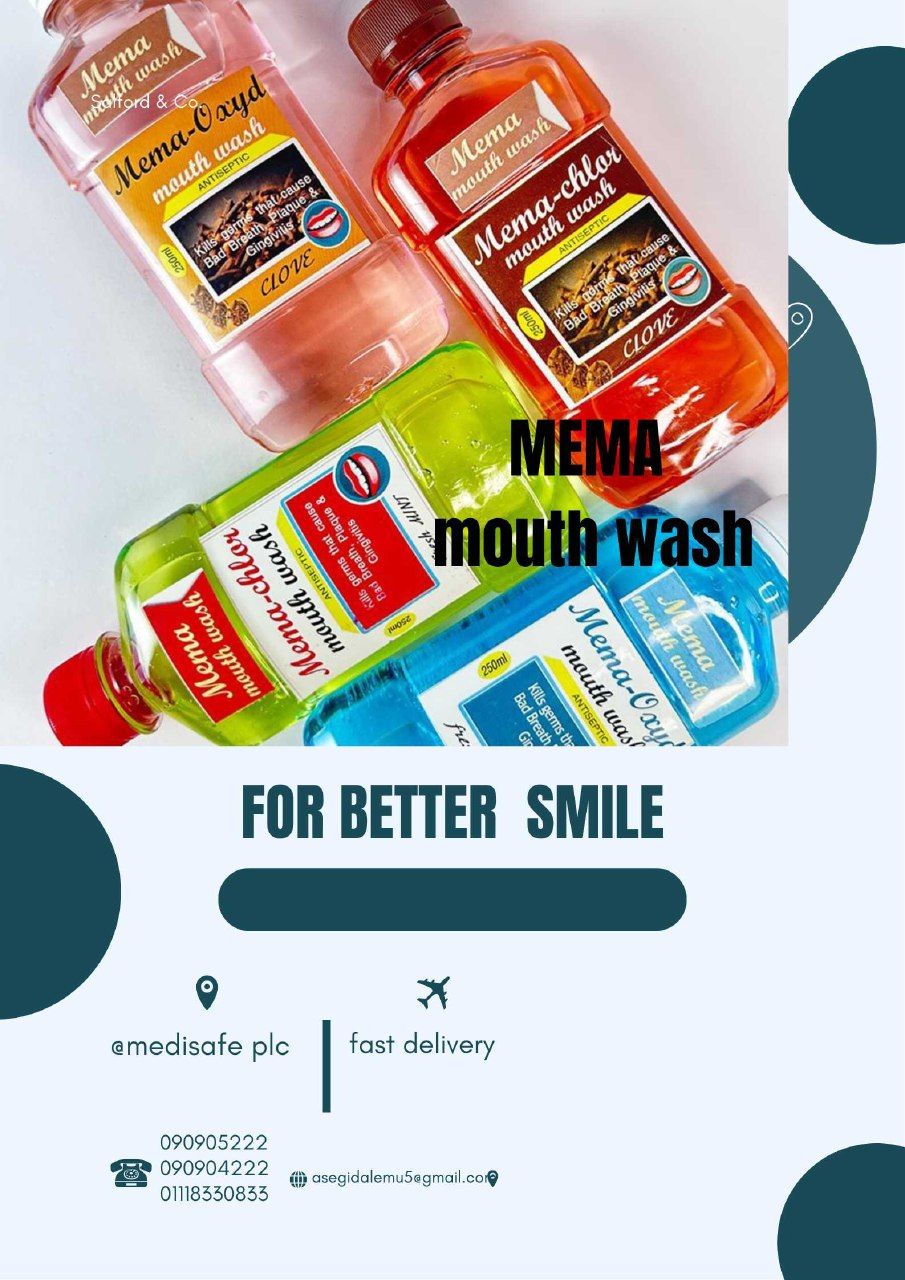 Mema
mouth wash
Salford & Co.
Mema-Oxyd
mouth wash
ANTISEPTIC
Kills germs that cause
Bad Breath, Plaque &
Gingivilis
250ml
CLOVE
Mema
mouth wash
Mema-chlor
mouth wash
ANTISEPTIC
Kills germs that cause
Bad Breath, Plaque &
Gingivilis
250ml
CLOVE
MEMA
mouth wash
Mema
mouth wash
Mema-chlor
mouth wash
ANTISEPTIC
Kills germs that cause
Bad Breath, Plaque &
Gingivitis
250ml
MINT
Mema
mouth wash
Mema-Oxyd
mouth wash
ANTISEPTIC
250ml
Kills germs
Bad Breath
FOR BETTER SMILE
@medisafe plc
fast delivery
090905222
090904222
01118330833
asegidalemu5@gmail.com